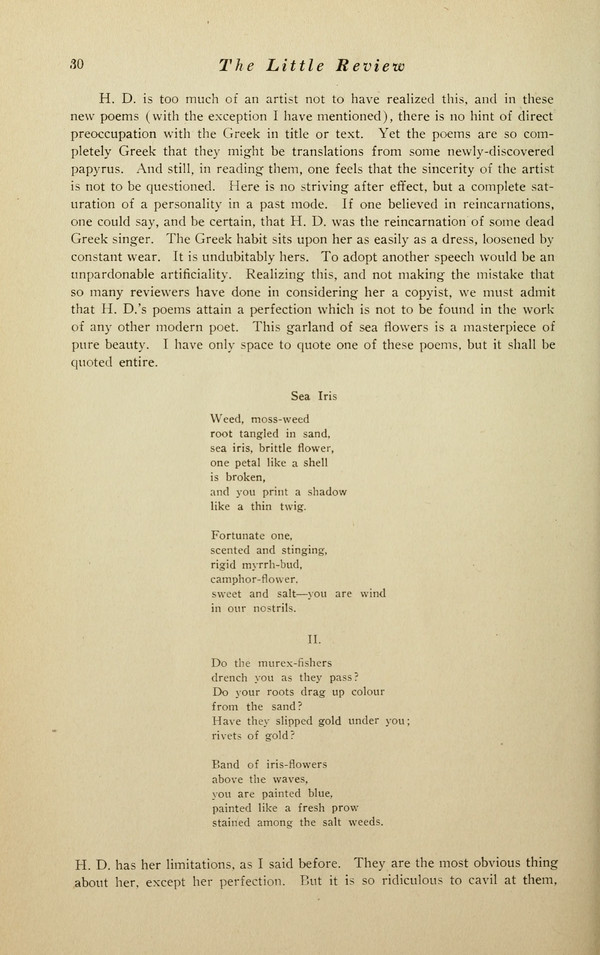 30 The Little Review
H. D. is too much of an artist not to have realized this, and in these
new poems (with the exception I have mentioned), there is no hint of direct
preoccupation with the Greek in title or text. Yet the poems are so com-
pletely Greek that they might be translations from some newly-discovered
papyrus. And still, in reading them, one feels that the sincerity of the artist
is not to be questioned. Here is no striving after effect, but a complete sat-
uration of a personality in a past mode. If one believed in reincarnations,
one could say, and be certain, that H. D. was the reincarnation of some dead
Greek singer. The Greek habit sits upon her as easily as a dress, loosened by
constant wear. It is undubitably hers. To adopt another speech would be an
unpardonable artificiality. Realizing this, and not making the mistake that
so many reviewers have done in considering her a copyist, we must admit
that H. D.'s poems attain a perfection which is not to be found in the work
of any other modern poet. This garland of sea flowers is a masterpiece of
pure beauty. I have only space to quote one of these poems, but it shall be
quoted entire.
Sea Iris
Weed, moss-weed
root tangled in sand,
sea iris, brittle flower,
one petal like a shell
is broken,
and you print a shadow
like a thin twig.
Fortunate one,
scented and stinging,
rigid myrrh-bud,
camphor-flower,
sweet and salt—you are wind
in our nostrils.
II.
Do the murex-fishers
drench you as they pass?
Do your roots drag up colour
from the sand?
Have they slipped gold under you;
rivets of gold?
Band of iris-flowers
above the waves,
you are painted blue,
painted like a fresh prow
stained among the salt weeds.
H. D. has her limitations, as I said before. They are the most obvious thing
about her, except her perfection. But it is so ridiculous to cavil at them,